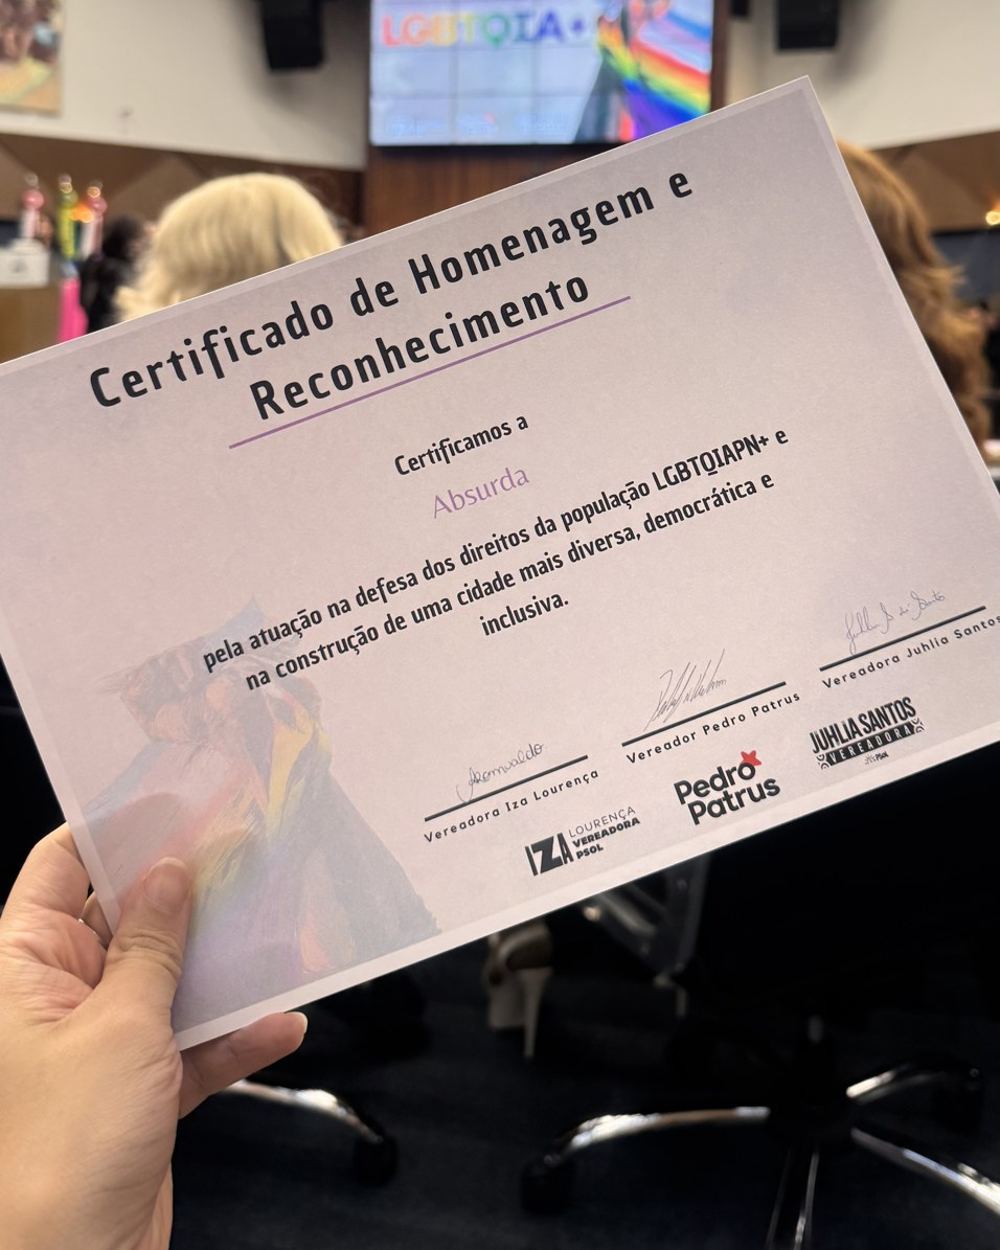 LGBTQIA+
Certificado de Homenagem e
Reconhecimento
Certificamos a
Absurda
pela atuação na defesa dos direitos da população LGBTQIAPN+ e
na construção de uma cidade mais diversa, democrática e
inclusiva.
Vereadora Iza Lourença
Vereador Pedro Patrus
Vereadora Juhlia Santos
IZA LOURENÇA
VEREADORA
PSOL
Pedro
Patrus
JUHLIA SANTOS
VEREADORA
PSOL